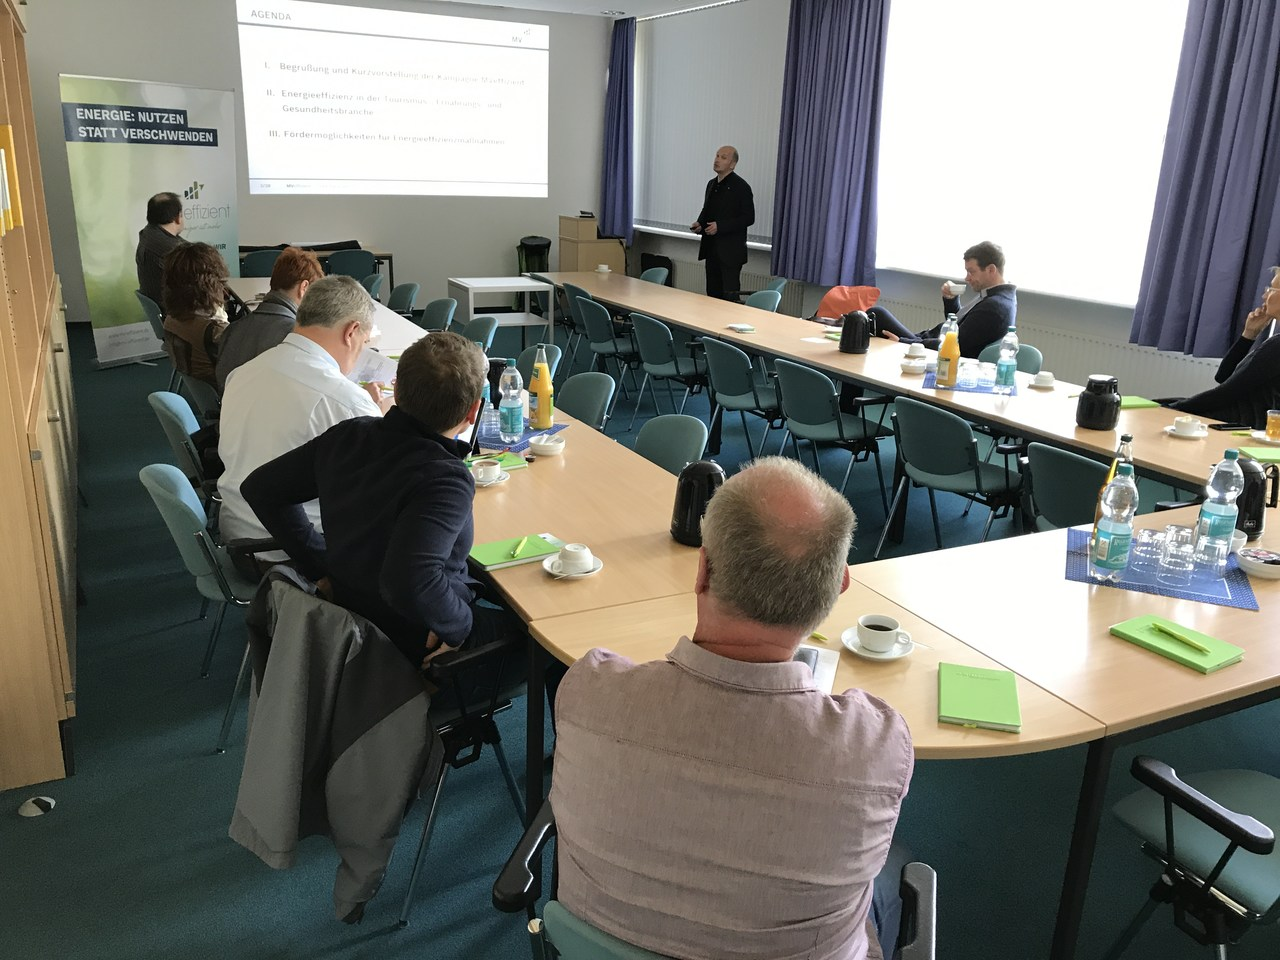 AGENDA
MV
I. Begrüßung und Kurzvorstellung der Kampagne MVeffizient
II. Energieeffizienz in der Tourismus-, Ernährungs- und
Gesundheitsbranche
III. Fördermöglichkeiten für Energieeffizienzmaßnahmen
ENERGIE: NUTZEN
STATT VERSCHWENDEN
effizient